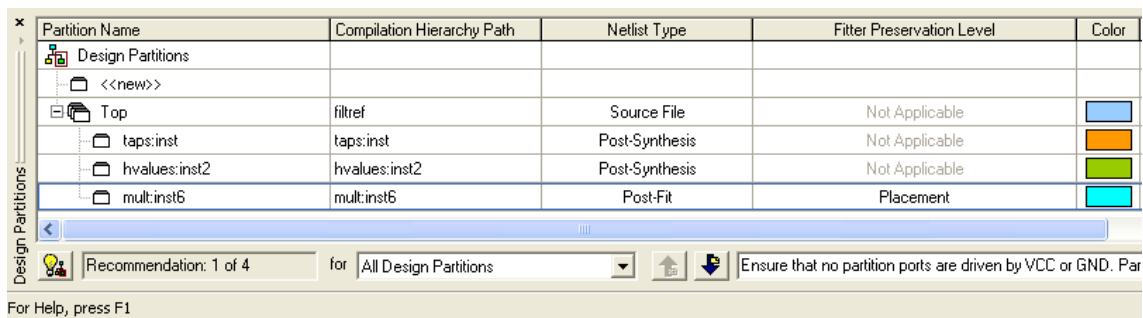 Partition Name Compilation Hierarchy Path Netlist Type Fitter Preservation Level Color
Design Partitions
<<new>>
Top filtref Source File Not Applicable
taps:inst taps:inst Post-Synthesis Not Applicable
hvalues:inst2 hvalues:inst2 Post-Synthesis Not Applicable
mult:inst6 mult:inst6 Post-Fit Placement
Design Partitions
Recommendation: 1 of 4 for All Design Partitions Ensure that no partition ports are driven by VCC or GND. Par
For Help, press F1